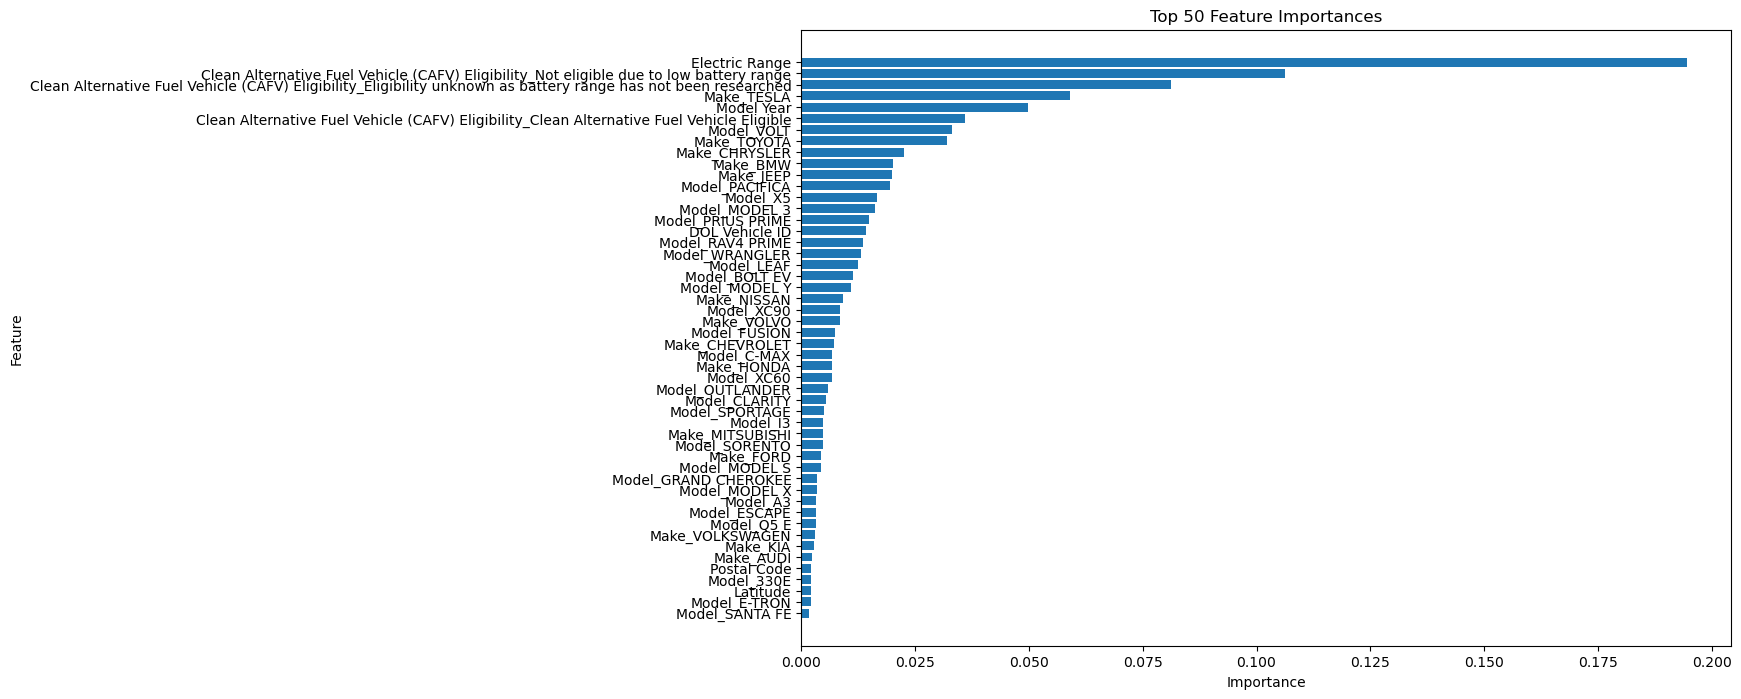 Top 50 Feature Importances
Electric Range
Clean Alternative Fuel Vehicle (CAFV) Eligibility_Not eligible due to low battery range
Clean Alternative Fuel Vehicle (CAFV) Eligibility_Eligibility unknown as battery range has not been researched
Make_TESLA
Model Year
Clean Alternative Fuel Vehicle (CAFV) Eligibility_Clean Alternative Fuel Vehicle Eligible
Model_VOLT
Make_TOYOTA
Make_CHRYSLER
Make_BMW
Make_JEEP
Model_PACIFICA
Model_X5
Model_MODEL 3
Model_PRIUS PRIME
DOL Vehicle ID
Model_RAV4 PRIME
Model_WRANGLER
Model_LEAF
Model_BOLT EV
Model_MODEL Y
Make_NISSAN
Model_XC90
Make_VOLVO
Model_FUSION
Make_CHEVROLET
Model_C-MAX
Make_HONDA
Model_XC60
Model_OUTLANDER
Model_CLARITY
Model_SPORTAGE
Model_I3
Make_MITSUBISHI
Model_SORENTO
Make_FORD
Model_MODEL S
Model_GRAND CHEROKEE
Model_MODEL X
Model_A3
Model_ESCAPE
Model_Q5 E
Make_VOLKSWAGEN
Make_KIA
Make_AUDI
Postal Code
Model_330E
Latitude
Model_E-TRON
Model_SANTA FE
Feature
0.000 0.025 0.050 0.075 0.100 0.125 0.150 0.175 0.200
Importance